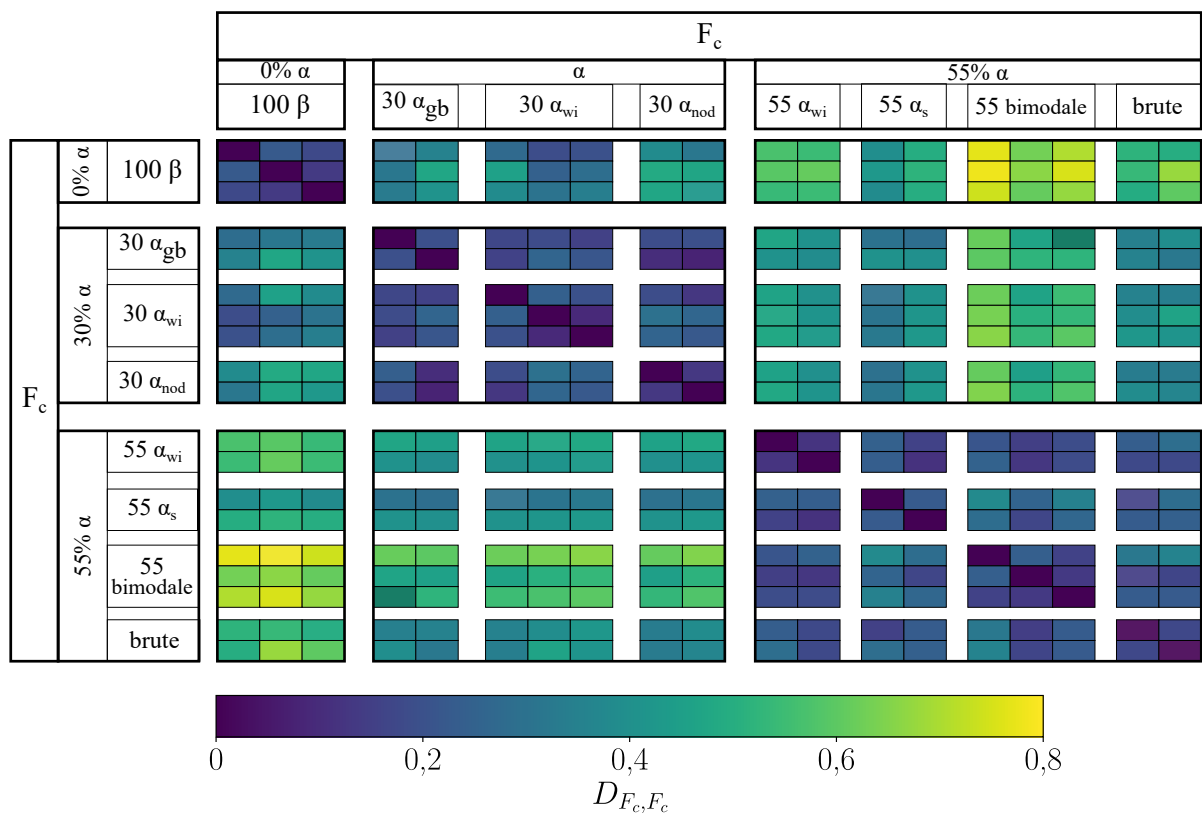 F_c
0% α α 55% α
100 β 30 α_gb 30 α_wi 30 α_nod 55 α_wi 55 α_s 55 bimodale brute
F_c
0% α
100 β
30% α
30 α_gb
30 α_wi
30 α_nod
55% α
55 α_wi
55 α_s
55
bimodale
brute
0 0,2 0,4 0,6 0,8
D_{F_c,F_c}